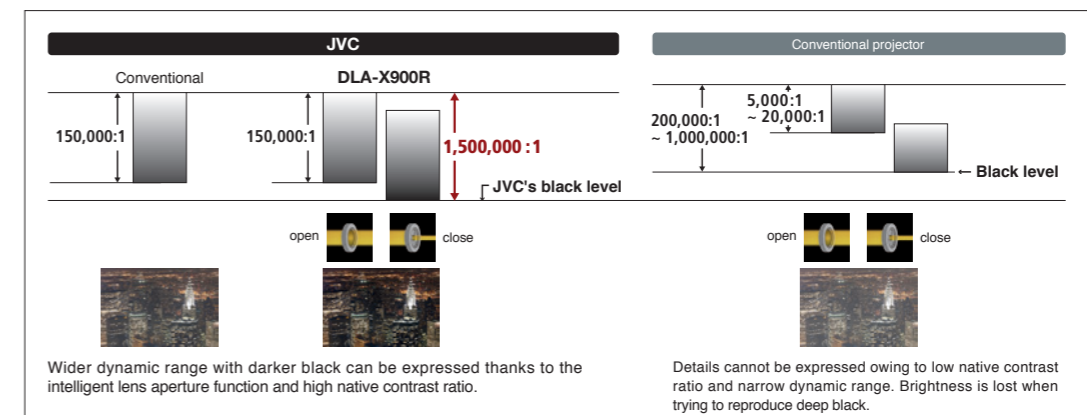 JVC
Conventional projector
Conventional
DLA-X900R
150,000:1
150,000:1
1,500,000 :1
JVC's black level
5,000:1
~ 20,000:1
200,000:1
~ 1,000,000:1
← Black level
open
close
open
close
Wider dynamic range with darker black can be expressed thanks to the
intelligent lens aperture function and high native contrast ratio.
Details cannot be expressed owing to low native contrast
ratio and narrow dynamic range. Brightness is lost when
trying to reproduce deep black.